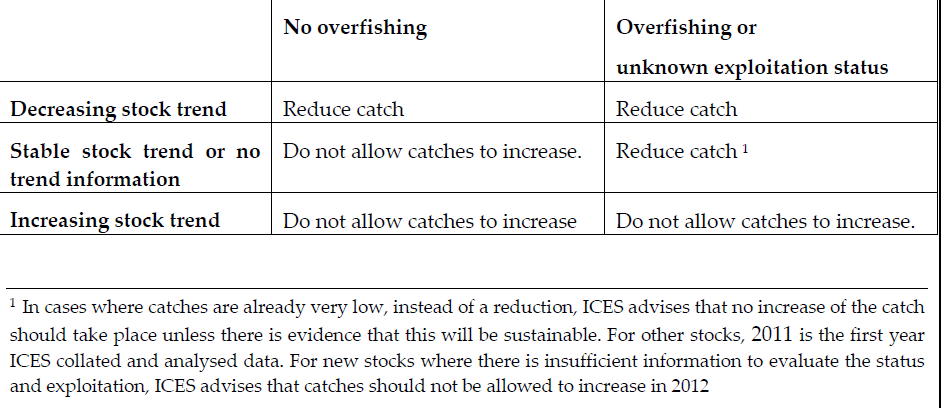 No overfishing
Overfishing or
unknown exploitation status
Decreasing stock trend
Reduce catch
Reduce catch
Stable stock trend or no
trend information
Do not allow catches to increase.
Reduce catch ¹
Increasing stock trend
Do not allow catches to increase
Do not allow catches to increase.
¹ In cases where catches are already very low, instead of a reduction, ICES advises that no increase of the catch
should take place unless there is evidence that this will be sustainable. For other stocks, 2011 is the first year
ICES collated and analysed data. For new stocks where there is insufficient information to evaluate the status
and exploitation, ICES advises that catches should not be allowed to increase in 2012